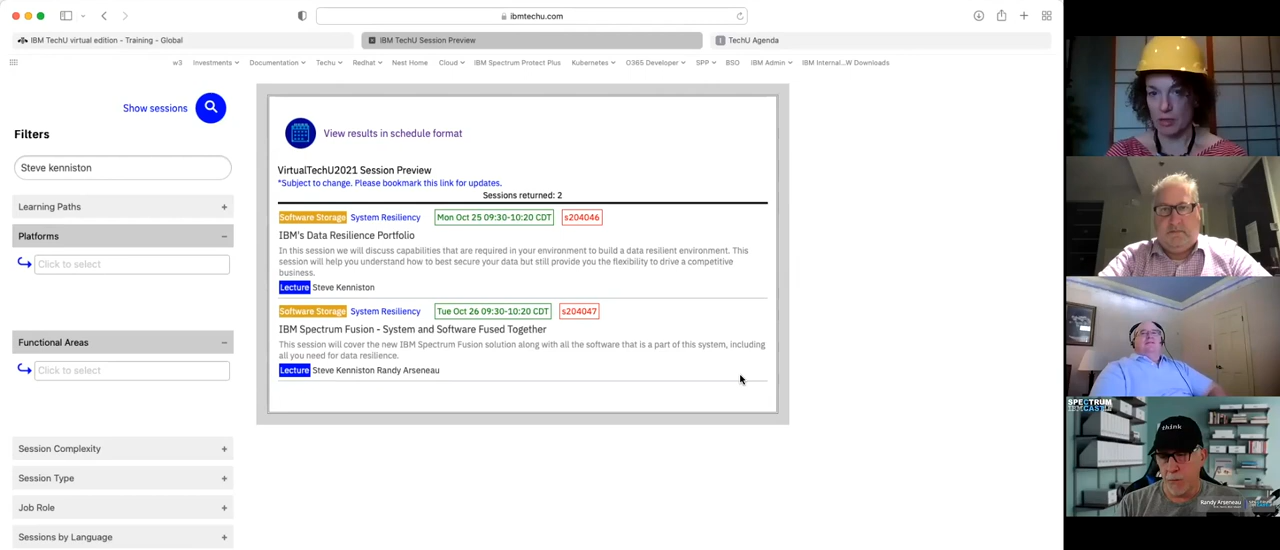 ibmtechu.com
IBM TechU virtual edition - Training - Global
IBM TechU Session Preview
TechU Agenda
w3 Investments Documentation Techu Redhat Nest Home Cloud IBM Spectrum Protect Plus Kubernetes O365 Developer SPP BSO IBM Admin IBM Internal...W Downloads
Show sessions
Filters
Steve kenniston
Learning Paths +
Platforms −
Click to select
Functional Areas −
Click to select
Session Complexity +
Session Type +
Job Role +
Sessions by Language +
View results in schedule format
VirtualTechU2021 Session Preview
*Subject to change. Please bookmark this link for updates.
Sessions returned: 2
Software Storage System Resiliency Mon Oct 25 09:30-10:20 CDT s204046
IBM's Data Resilience Portfolio
In this session we will discuss capabilities that are required in your environment to build a data resilient environment. This
session will help you understand how to best secure your data but still provide you the flexibility to drive a competitive
business.
Lecture Steve Kenniston
Software Storage System Resiliency Tue Oct 26 09:30-10:20 CDT s204047
IBM Spectrum Fusion - System and Software Fused Together
This session will cover the new IBM Spectrum Fusion solution along with all the software that is a part of this system, including
all you need for data resilience.
Lecture Steve Kenniston Randy Arseneau
SPECTRUM
IBMCAST
think
Randy Arseneau